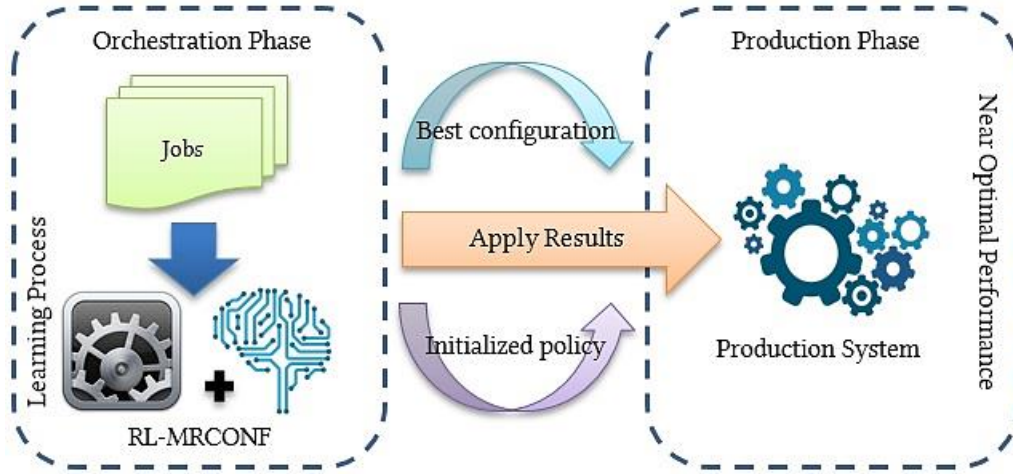 Orchestration Phase
Jobs
Learning Process
RL-MRCONF
Best configuration
Apply Results
Initialized policy
Production Phase
Near Optimal Performance
Production System